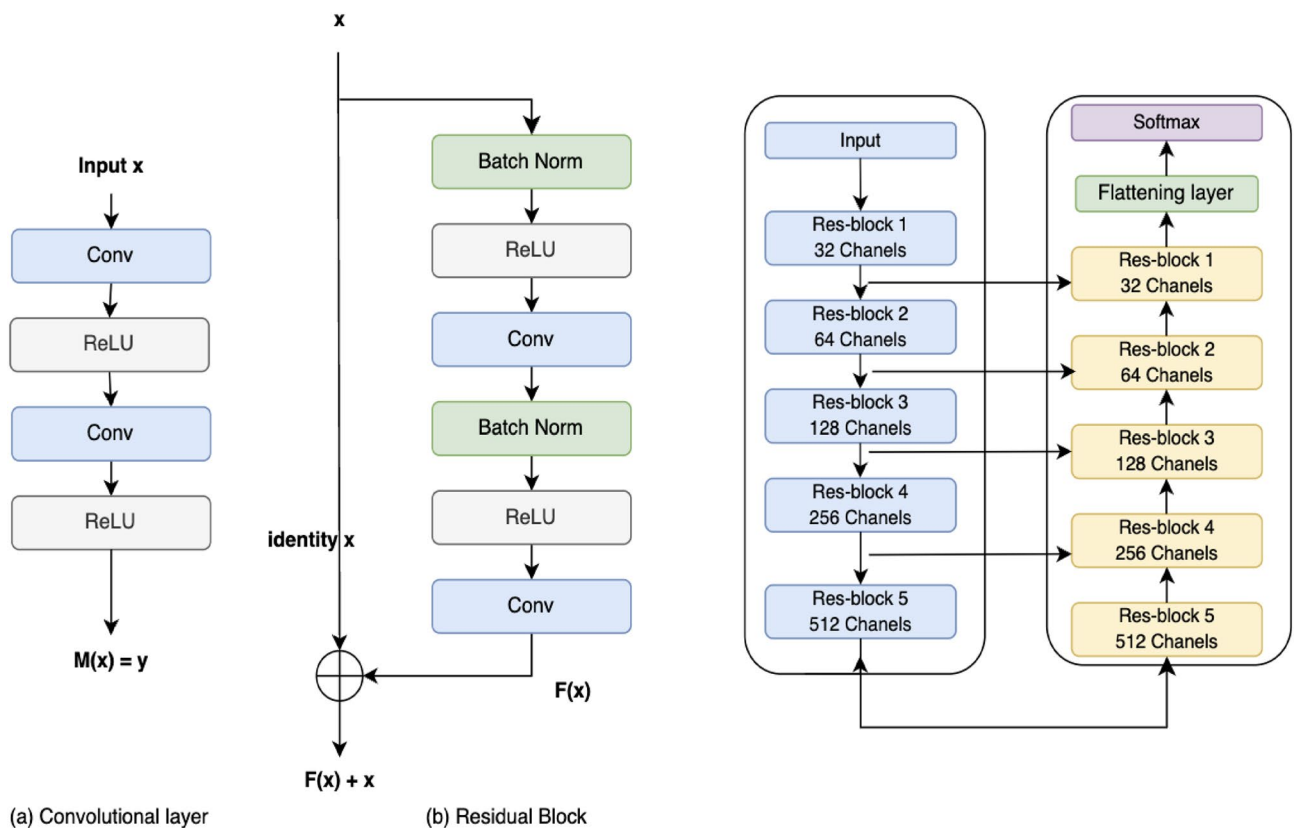 Input x
Conv
ReLU
Conv
ReLU
M(x) = y
(a) Convolutional layer
x
Batch Norm
ReLU
Conv
Batch Norm
ReLU
Conv
identity x
F(x)
F(x) + x
(b) Residual Block
Input
Res-block 1
32 Chanels
Res-block 2
64 Chanels
Res-block 3
128 Chanels
Res-block 4
256 Chanels
Res-block 5
512 Chanels
Softmax
Flattening layer
Res-block 1
32 Chanels
Res-block 2
64 Chanels
Res-block 3
128 Chanels
Res-block 4
256 Chanels
Res-block 5
512 Chanels